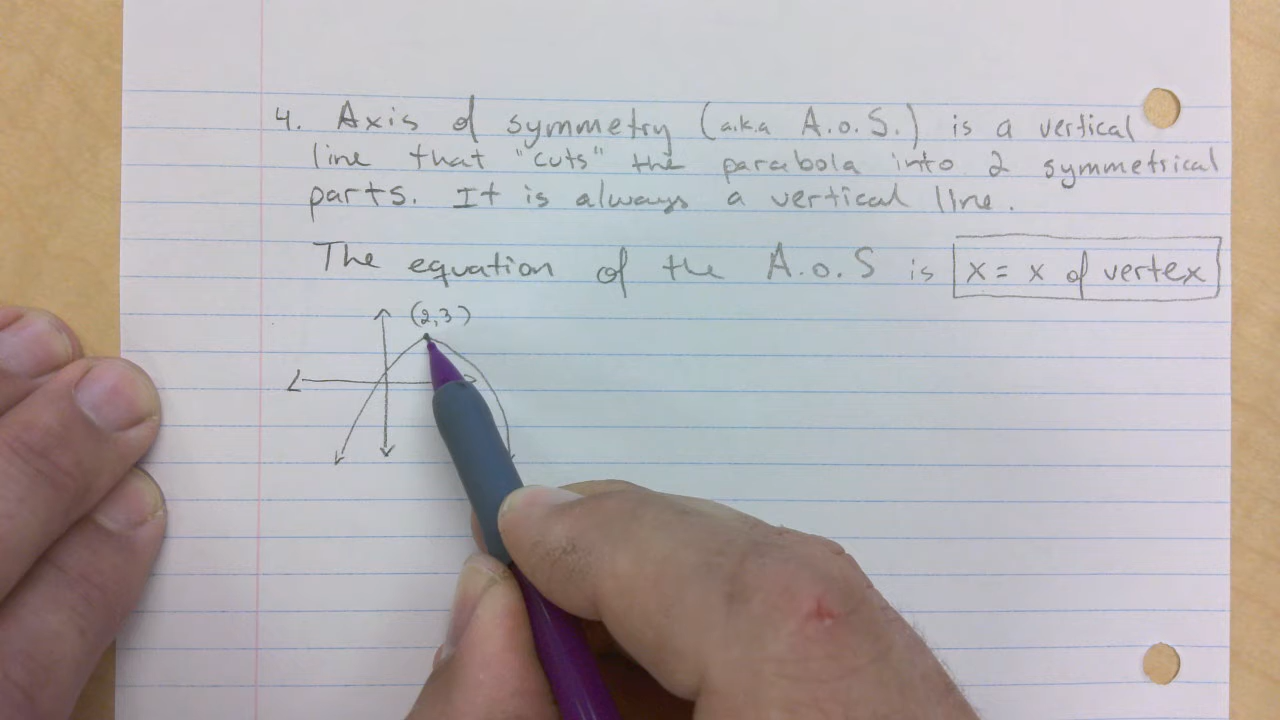 4. Axis of symmetry (a.k.a A.o.S.) is a vertical
line that "cuts" the parabola into 2 symmetrical
parts. It is always a vertical line.
The equation of the A.o.S is x = x of vertex
(2,3)